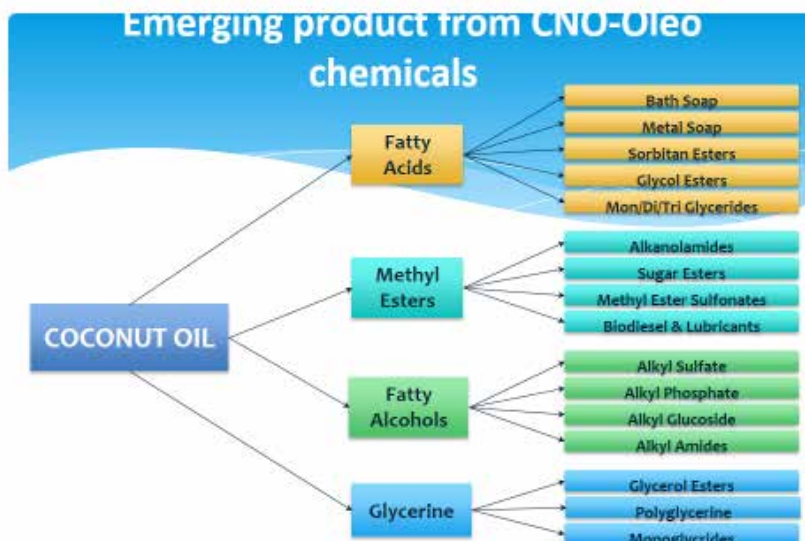 Emerging product from CNO-Oleo
chemicals
COCONUT OIL
Fatty
Acids
Bath Soap
Metal Soap
Sorbitan Esters
Glycol Esters
Mon/Di/Tri Glycerides
Methyl
Esters
Alkanolamides
Sugar Esters
Methyl Ester Sulfonates
Biodiesel & Lubricants
Fatty
Alcohols
Alkyl Sulfate
Alkyl Phosphate
Alkyl Glucoside
Alkyl Amides
Glycerine
Glycerol Esters
Polyglycerine
Monoglycrides